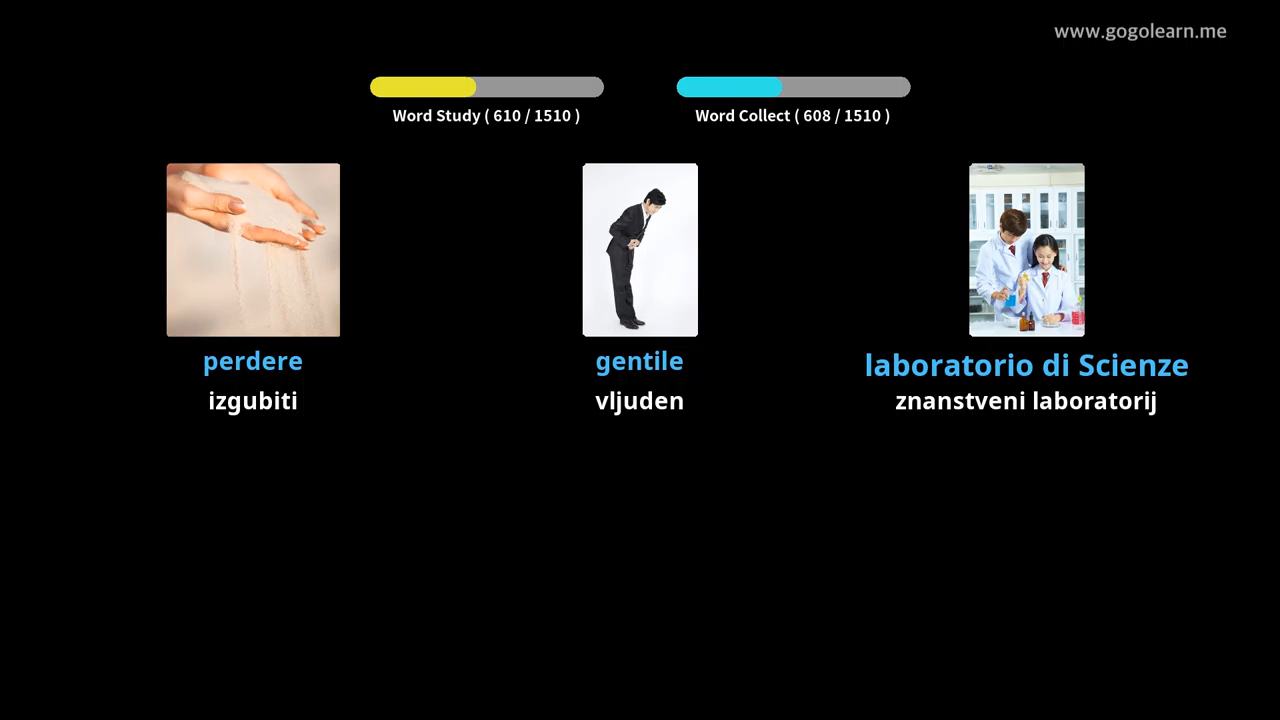 www.gogolearn.me
Word Study ( 610 / 1510 )
Word Collect ( 608 / 1510 )
perdere
izgubiti
gentile
vljuden
laboratorio di Scienze
znanstveni laboratorij